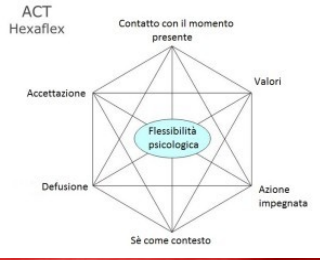 ACT
Hexaflex
Contatto con il momento
presente
Accettazione
Valori
Flessibilità
psicologica
Defusione
Azione
impegnata
Sè come contesto